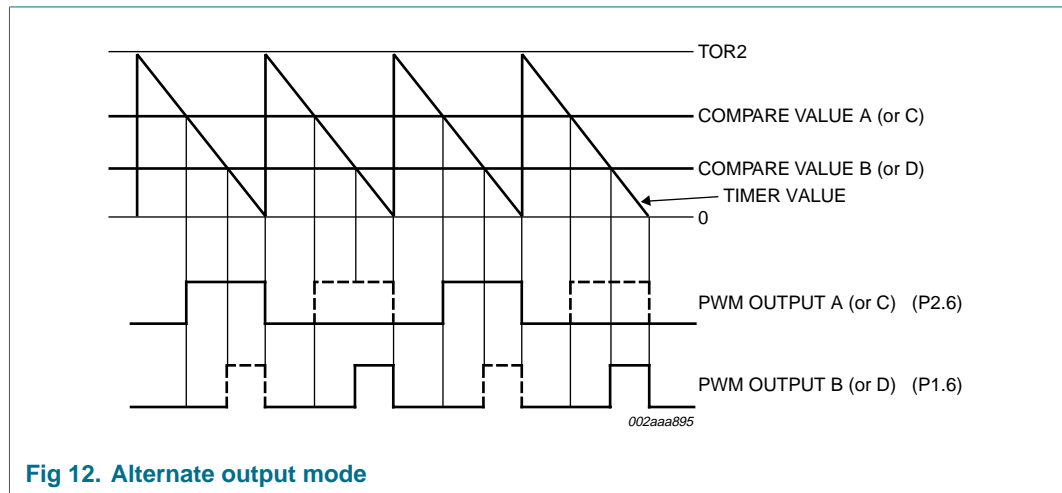 TOR2
COMPARE VALUE A (or C)
COMPARE VALUE B (or D)
TIMER VALUE
0
PWM OUTPUT A (or C) (P2.6)
PWM OUTPUT B (or D) (P1.6)
002aaa895
Fig 12. Alternate output mode